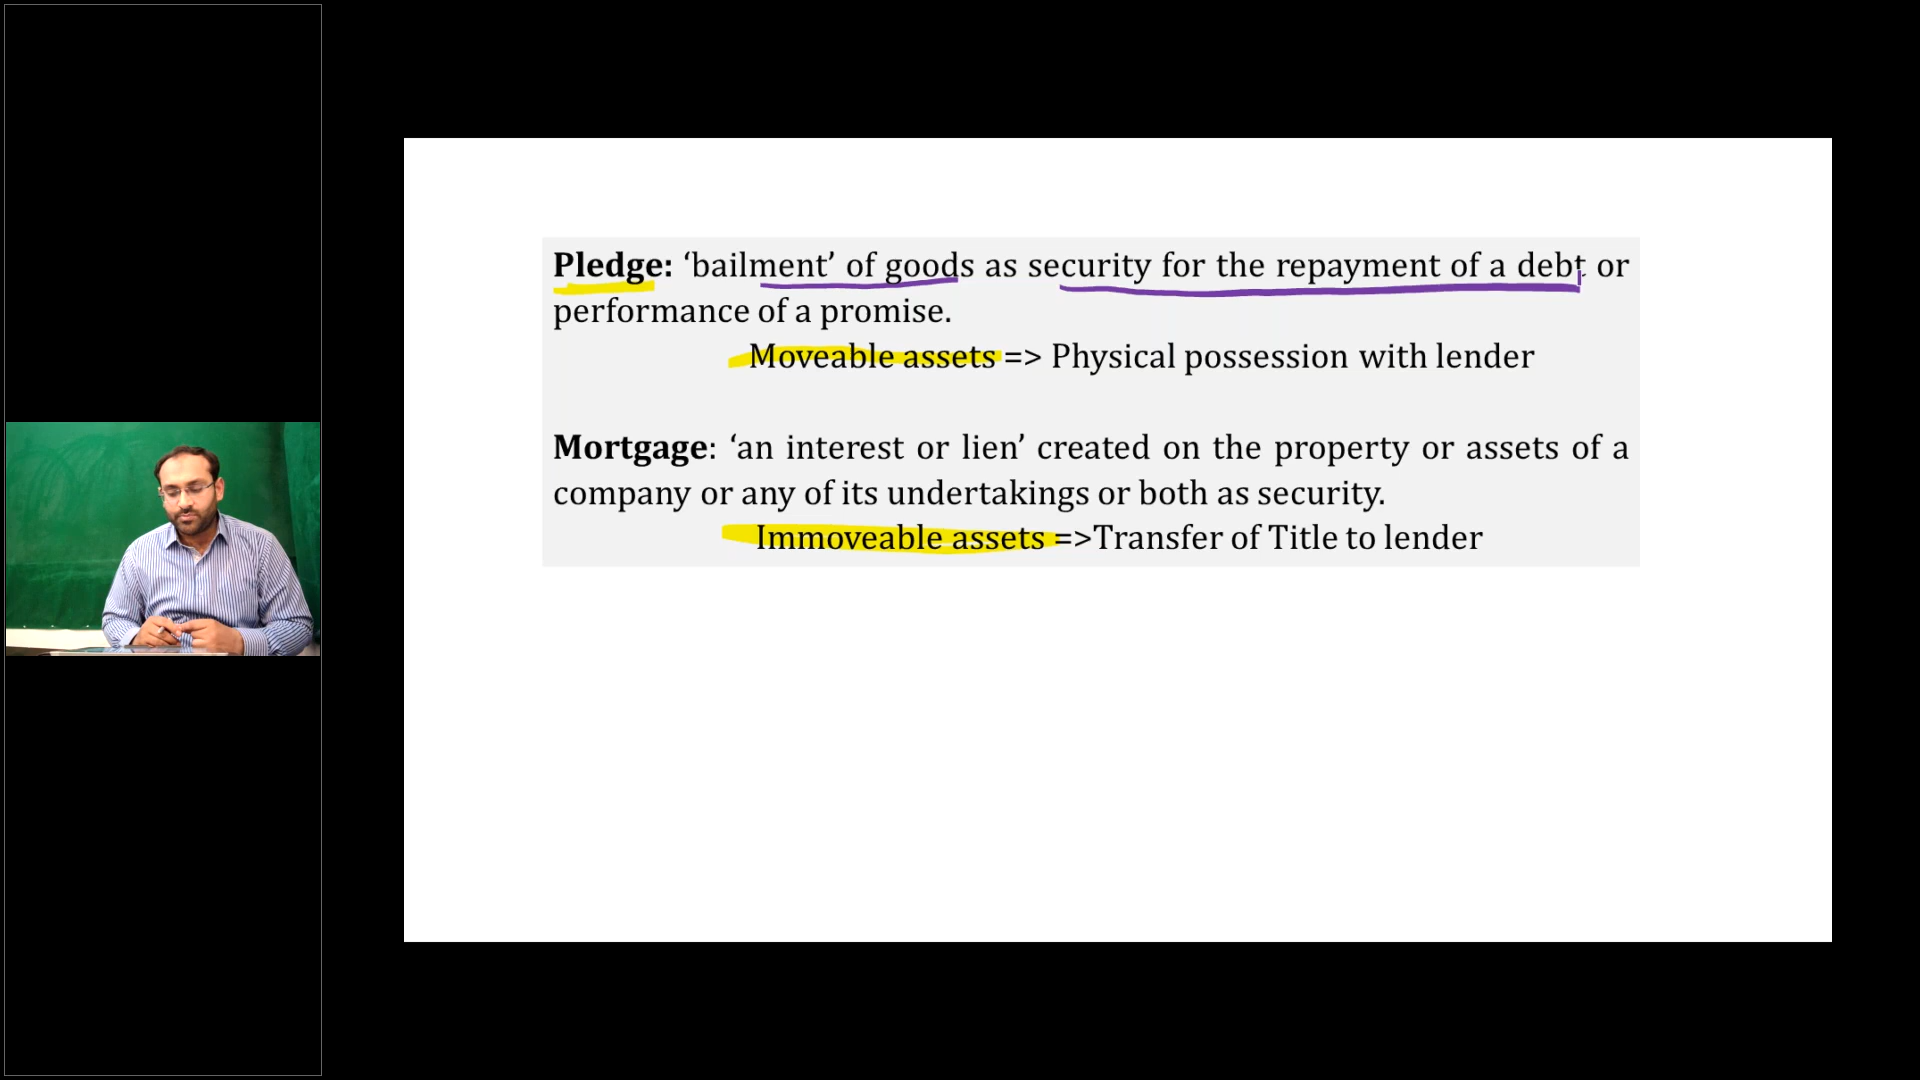 Pledge: ‘bailment’ of goods as security for the repayment of a debt or
performance of a promise.
Moveable assets => Physical possession with lender
Mortgage: ‘an interest or lien’ created on the property or assets of a
company or any of its undertakings or both as security.
Immoveable assets =>Transfer of Title to lender